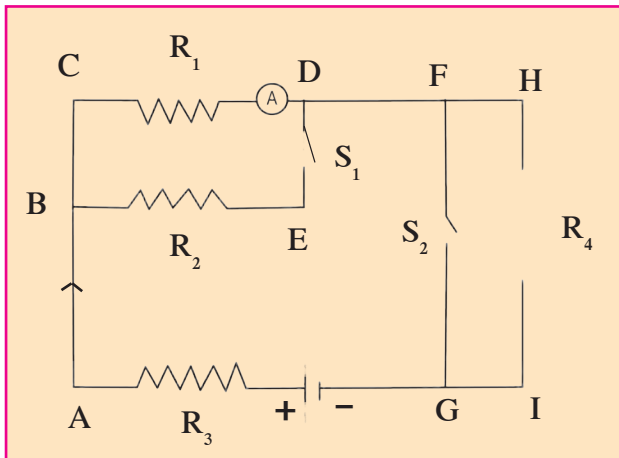 C R₁ D F H
A
S₁
B
R₂ E S₂ R₄
A R₃ + − G I